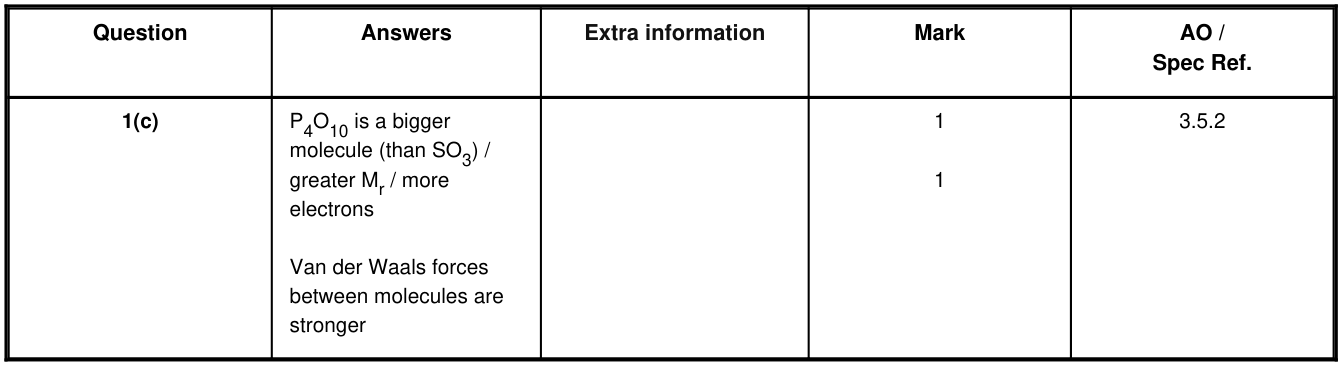 Question Answers Extra information Mark AO /
Spec Ref.
1(c) P4O10 is a bigger 1 3.5.2
molecule (than SO3) /
greater Mr / more 1
electrons
Van der Waals forces
between molecules are
stronger